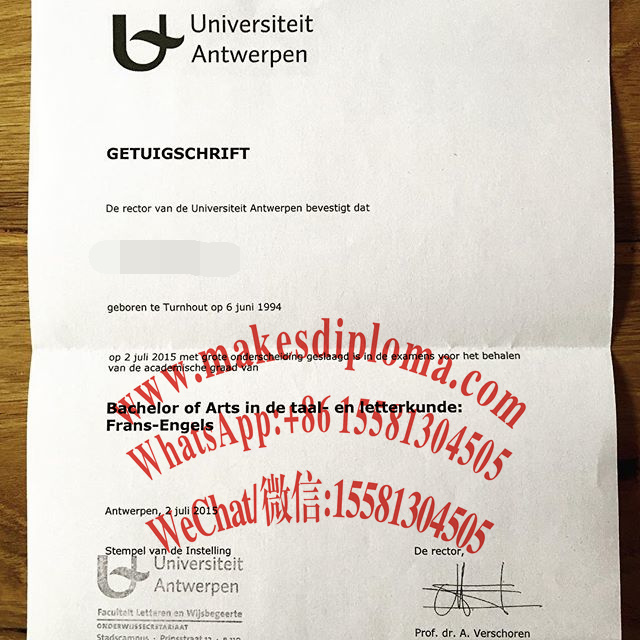 Universiteit
Antwerpen
GETUIGSCHRIFT
De rector van de Universiteit Antwerpen bevestigt dat
geboren te Turnhout op 6 juni 1994
www.makesdiploma.com
op 2 juli 2015 met grote onderscheiding geslaagd is in de examens voor het behalen
van de academische graad van
Bachelor of Arts in de taal- en letterkunde:
Frans-Engels
WhatsApp:+86 15581304505
Antwerpen, 2 juli 2015
WeChat/微信:15581304505
Stempel van de Instelling
De rector,
Universiteit
Antwerpen
Faculteit Letteren en Wijsbegeerte
ONDERWIJSSECRETARIAAT
Stadscampus - Prinsstraat 13 -
Prof. dr. A. Verschoren